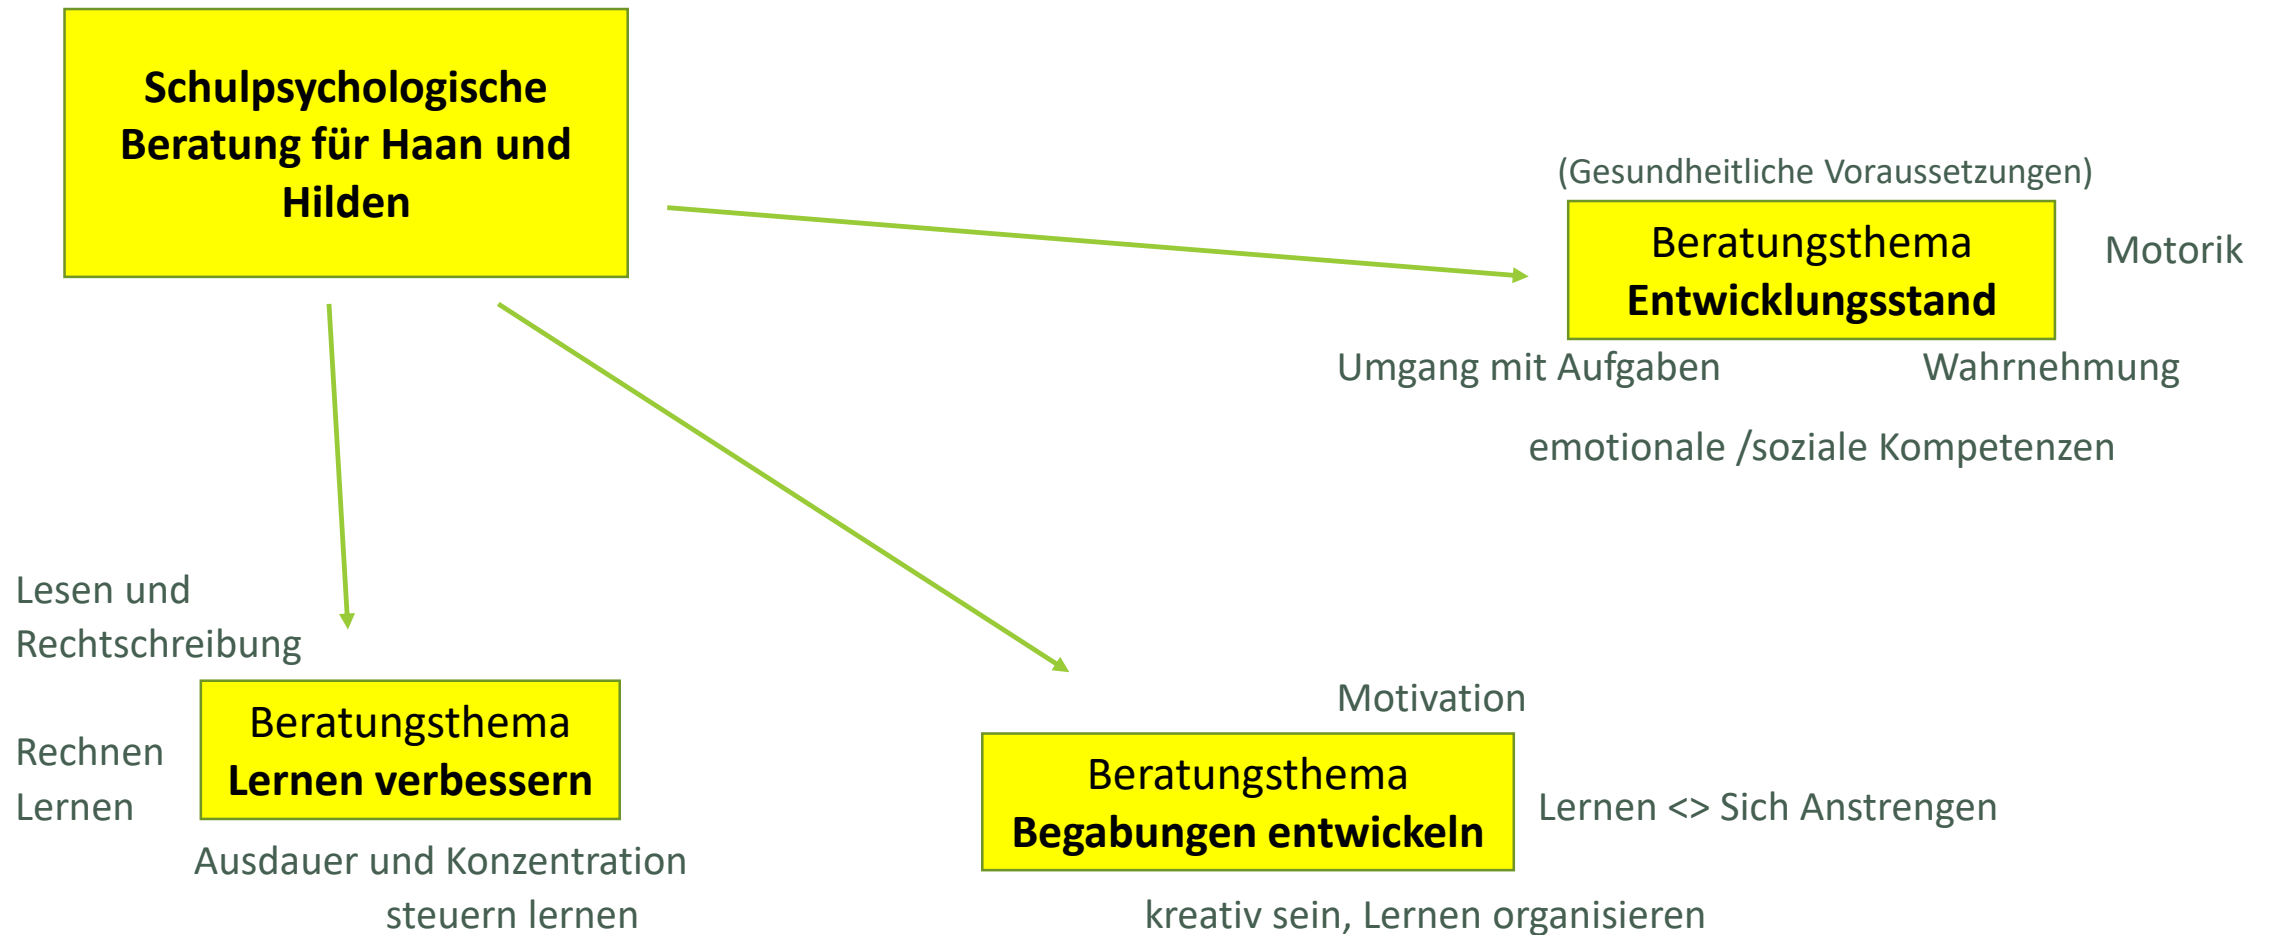 Schulpsychologische
Beratung für Haan und
Hilden
(Gesundheitliche Voraussetzungen)
Beratungsthema
Entwicklungsstand
Motorik
Umgang mit Aufgaben
Wahrnehmung
emotionale /soziale Kompetenzen
Lesen und
Rechtschreibung
Rechnen
Lernen
Beratungsthema
Lernen verbessern
Ausdauer und Konzentration
steuern lernen
Motivation
Beratungsthema
Begabungen entwickeln
Lernen <> Sich Anstrengen
kreativ sein, Lernen organisieren